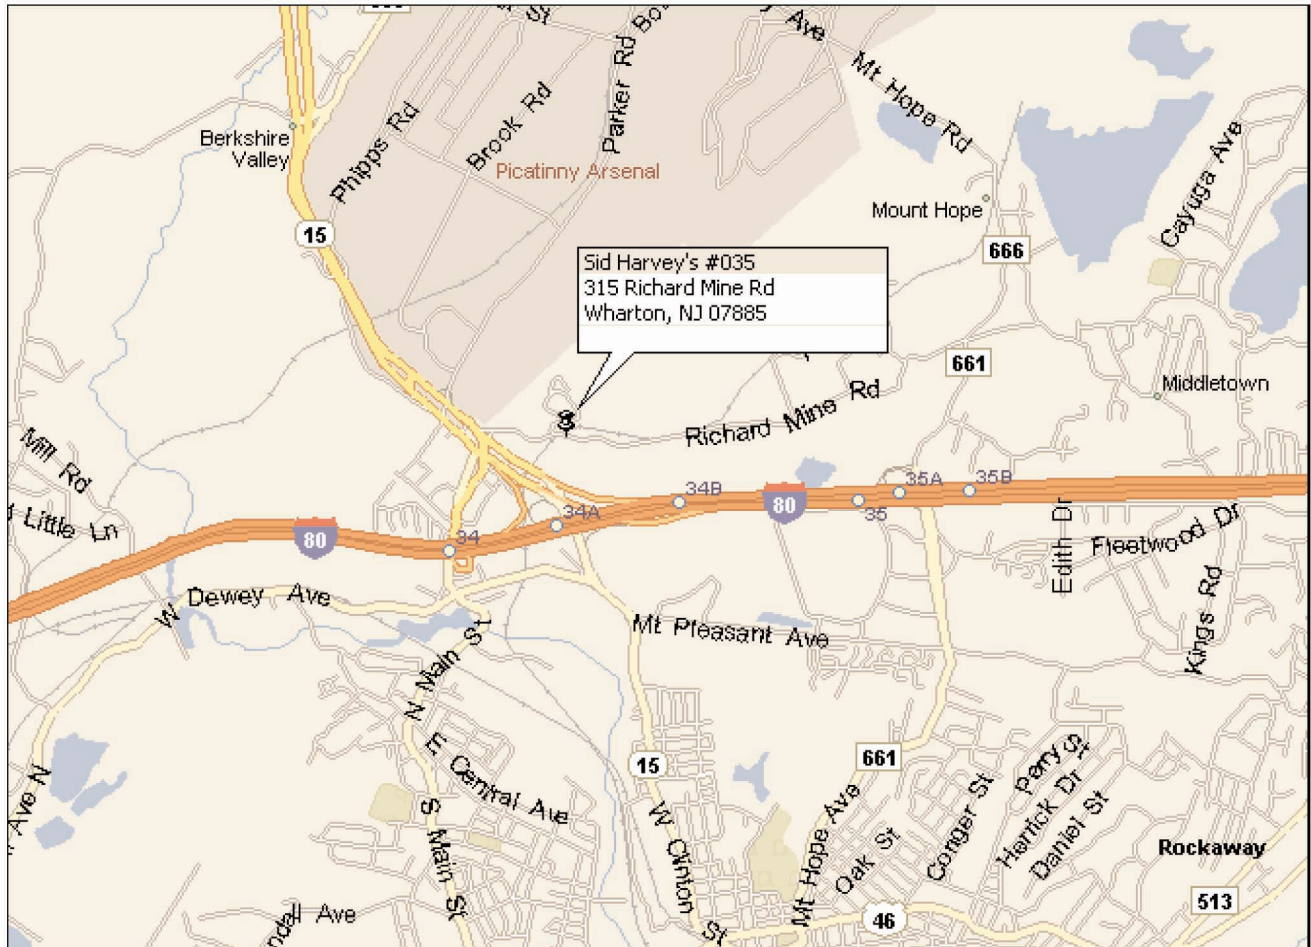 Ave
Mt Hope Rd
Parker Rd
Brook Rd
Phipps Rd
Berkshire
Valley
Picatinny Arsenal
Cayuga Ave
Mount Hope
15
666
Sid Harvey's #035
315 Richard Mine Rd
Wharton, NJ 07885
661
Middletown
Richard Mine Rd
Mill Rd
Little Ln
34B
35A
35B
80
35
34A
80
34
Edith Dr
Fleetwood Dr
W Dewey Ave
Mt Pleasant Ave
Kings Rd
N Main St
E Central Ave
15
661
Perry St
Herrick Dr
Daniel St
Conger St
Oak St
Mt Hope Ave
W Clinton St
S Main St
Ave N
Rockaway
513
46
Ave